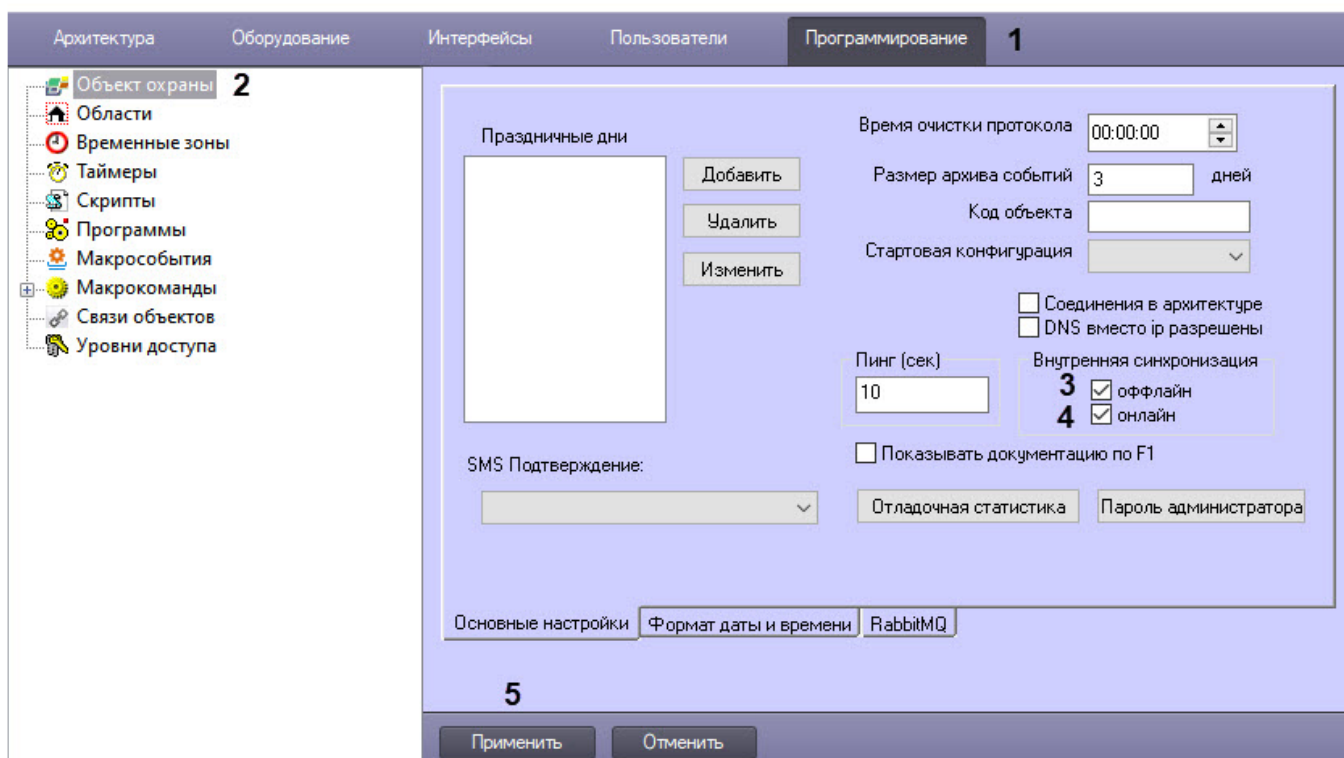 Архитектура Оборудование Интерфейсы Пользователи Программирование 1
Объект охраны 2
Области
Временные зоны
Таймеры
Скрипты
Программы
Макрособытия
Макрокоманды
Связи объектов
Уровни доступа
Праздничные дни
Добавить
Удалить
Изменить
SMS Подтверждение:
Время очистки протокола 00:00:00
Размер архива событий 3 дней
Код объекта
Стартовая конфигурация
Соединения в архитектуре
DNS вместо ip разрешены
Пинг (сек)
10
Внутренняя синхронизация
3 оффлайн
4 онлайн
Показывать документацию по F1
Отладочная статистика Пароль администратора
Основные настройки Формат даты и времени RabbitMQ
5
Применить Отменить